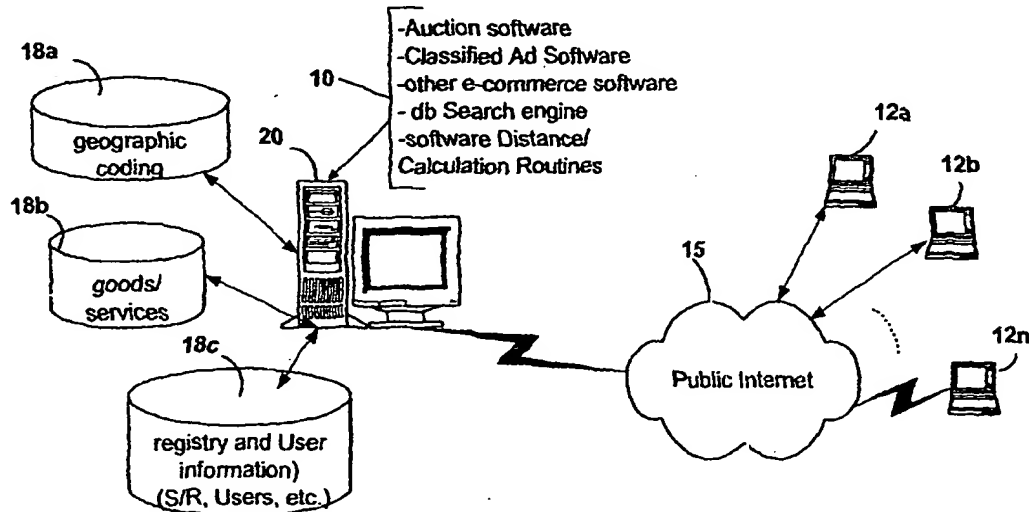 18a
geographic
coding
18b
goods/
services
18c
registry and User
information)
(S/R, Users, etc.)
20
10
-Auction software
-Classified Ad Software
-other e-commerce software
- db Search engine
-software Distance/
Calculation Routines
15
Public Internet
12a
12b
12n